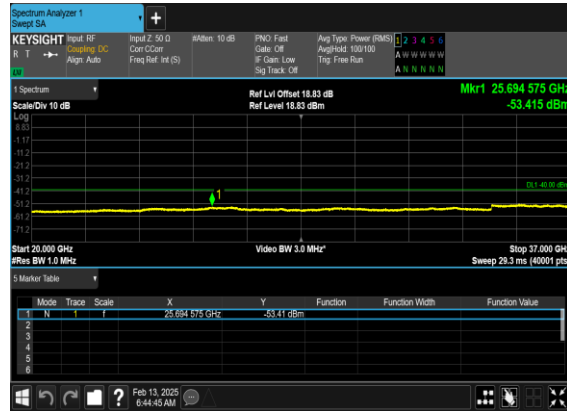 Spectrum Analyzer 1
Swept SA
+
KEYSIGHT
R T
Input: RF
Coupling: DC
Align: Auto
Input Z: 50 Ω
Corr CCorr
Freq Ref: Int (S)
#Atten: 10 dB
PNO: Fast
Gate: Off
IF Gain: Low
Sig Track: Off
Avg Type: Power (RMS)
Avg|Hold: 100/100
Trig: Free Run
1 2 3 4 5 6
A W W W W W
A N N N N N
1 Spectrum
Scale/Div 10 dB
Ref Lvl Offset 18.83 dB
Ref Level 18.83 dBm
Mkr1 25.694 575 GHz
-53.415 dBm
Log
8.83
-1.17
-11.2
-21.2
-31.2
-41.2
-51.2
-61.2
-71.2
1
DL1 -40.00 dBm
Start 20.000 GHz
#Res BW 1.0 MHz
Video BW 3.0 MHz*
Stop 37.000 GHz
Sweep 29.3 ms (40001 pts)
5 Marker Table
Mode Trace Scale X Y Function Function Width Function Value
1 N 1 f 25.694 575 GHz -53.41 dBm
2
3
4
5
6
? Feb 13, 2025
6:44:45 AM